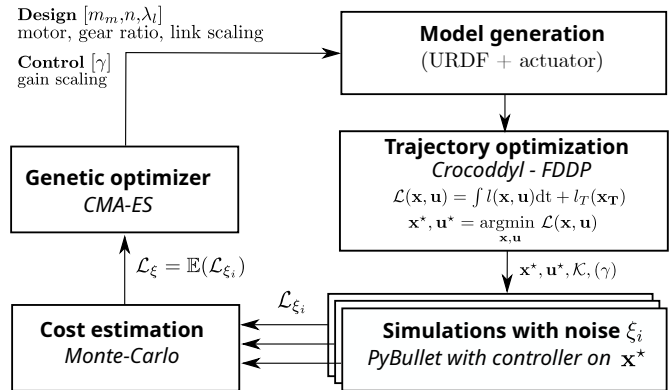 Design [m_m,n,λ_l]
motor, gear ratio, link scaling
Control [γ]
gain scaling
Model generation
(URDF + actuator)
Trajectory optimization
Crocoddyl - FDDP
ℒ(x, u) = ∫ l(x, u)dt + l_T(x_T)
x⋆, u⋆ = argmin ℒ(x, u)
x,u
Genetic optimizer
CMA-ES
x⋆, u⋆, 𝒦, (γ)
ℒ_ξ = 𝔼(ℒ_ξᵢ)
ℒ_ξᵢ
Cost estimation
Monte-Carlo
Simulations with noise ξᵢ
PyBullet with controller on x⋆